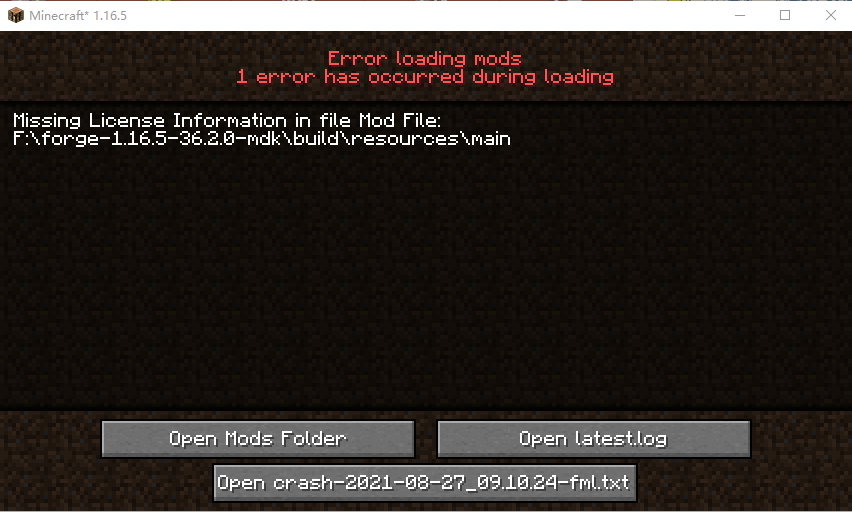 Minecraft* 1.16.5
Error loading mods
1 error has occurred during loading
Missing License Information in file Mod File:
F:\forge-1.16.5-36.2.0-mdk\build\resources\main
Open Mods Folder
Open latest.log
Open crash-2021-08-27_09.10.24-fml.txt